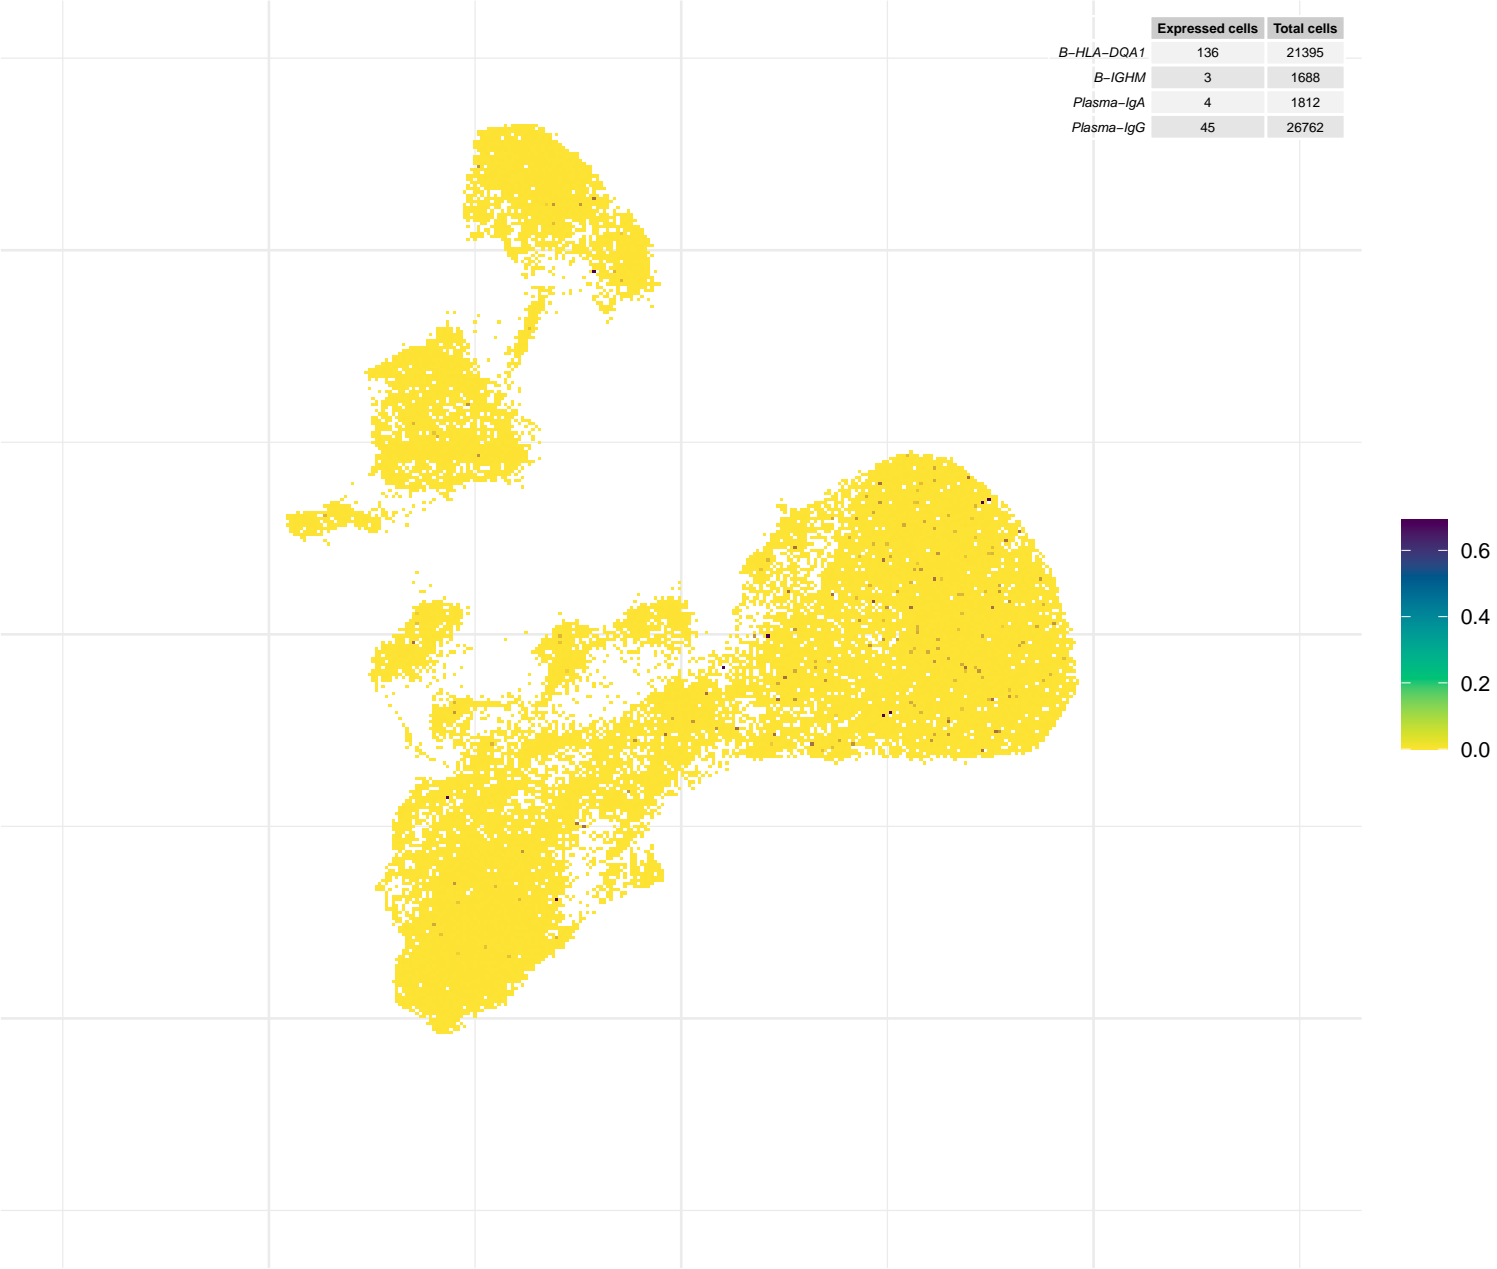 Expressed cells Total cells
B−HLA−DQA1 136 21395
B−IGHM 3 1688
Plasma−IgA 4 1812
Plasma−IgG 45 26762
0.6
0.4
0.2
0.0